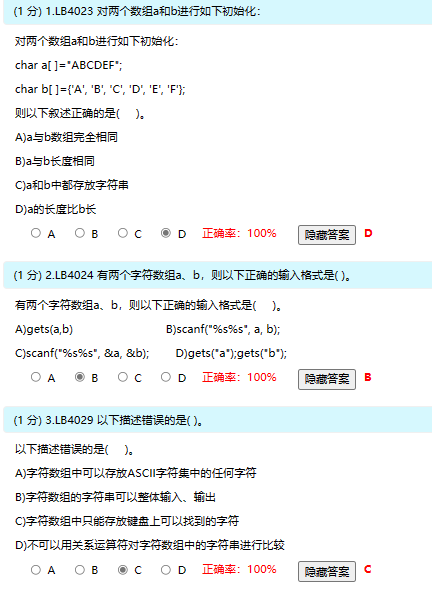 (1 分) 1.LB4023 对两个数组a和b进行如下初始化：
对两个数组a和b进行如下初始化：
char a[ ]="ABCDEF";
char b[ ]={'A', 'B', 'C', 'D', 'E', 'F'};
则以下叙述正确的是(    )。
A)a与b数组完全相同
B)a与b长度相同
C)a和b中都存放字符串
D)a的长度比b长
A B C D 正确率：100% 隐藏答案 D
(1 分) 2.LB4024 有两个字符数组a、b，则以下正确的输入格式是( )。
有两个字符数组a、b，则以下正确的输入格式是(    )。
A)gets(a,b) B)scanf("%s%s", a, b);
C)scanf("%s%s", &a, &b); D)gets("a");gets("b");
A B C D 正确率：100% 隐藏答案 B
(1 分) 3.LB4029 以下描述错误的是( )。
以下描述错误的是(    )。
A)字符数组中可以存放ASCII字符集中的任何字符
B)字符数组的字符串可以整体输入、输出
C)字符数组中只能存放键盘上可以找到的字符
D)不可以用关系运算符对字符数组中的字符串进行比较
A B C D 正确率：100% 隐藏答案 C